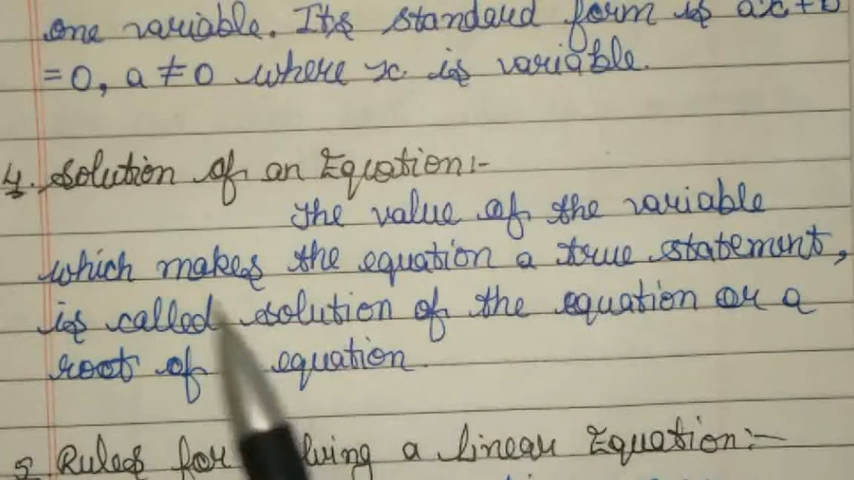 one variable. Its standard form is ax+b
=0, a≠0 where x is variable.
4. Solution of an Equation:-
The value of the variable
which makes the equation a true statement,
is called solution of the equation or a
root of equation.
5 Rules for a Linear Equation:-